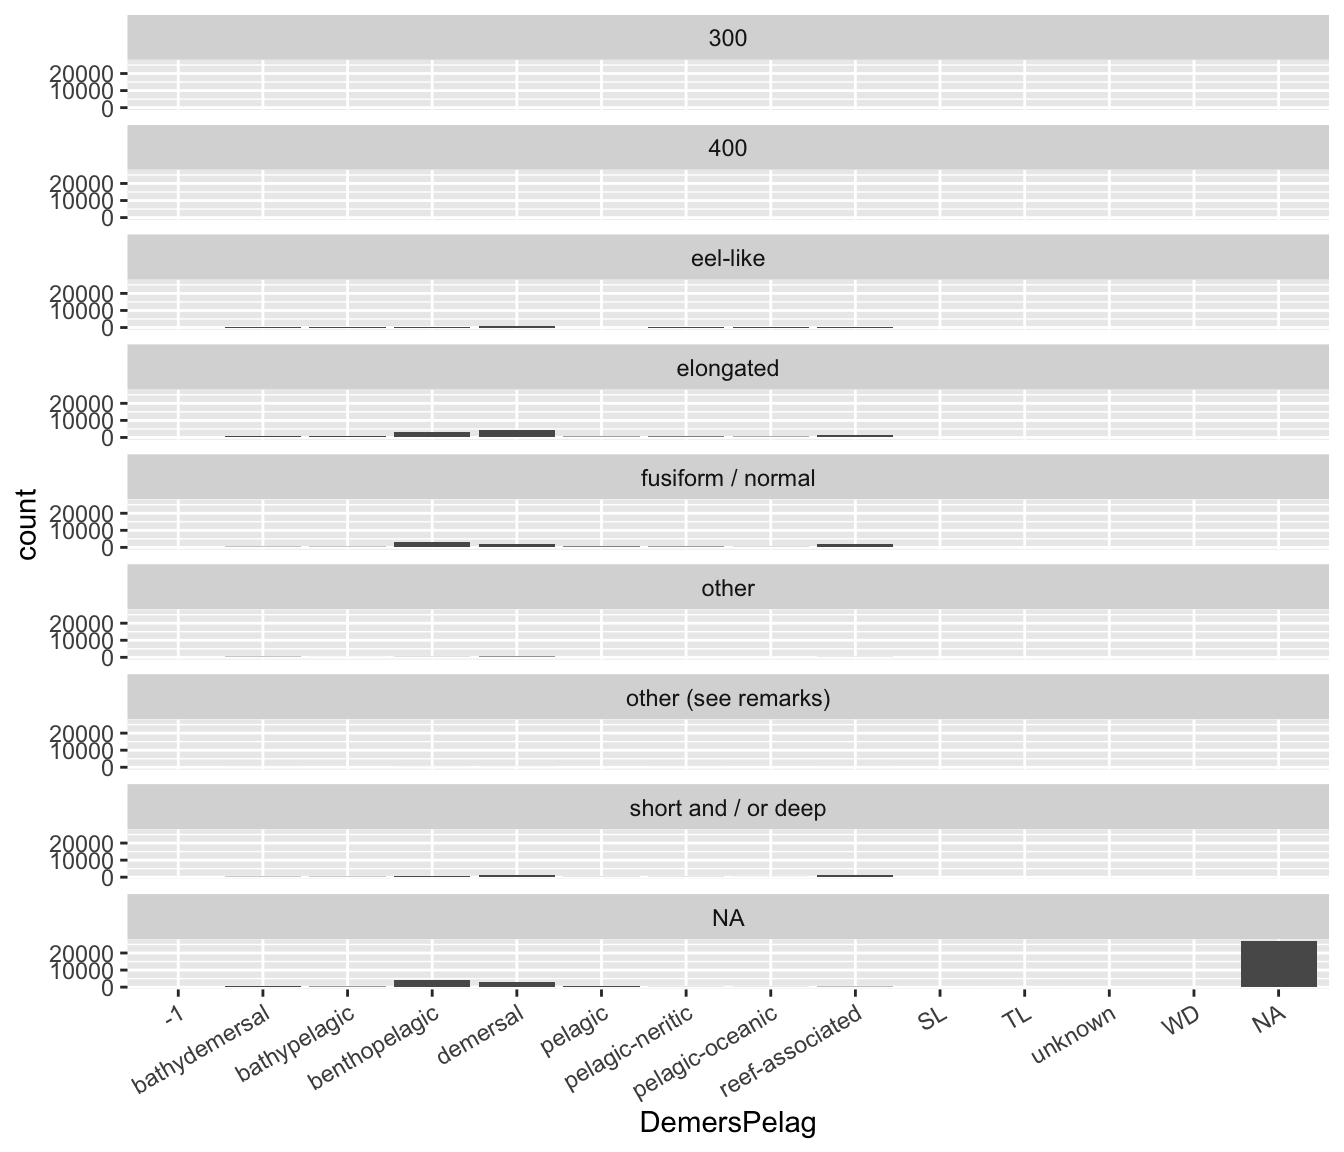 300
20000
10000
0
400
20000
10000
0
eel-like
20000
10000
0
elongated
20000
10000
0
fusiform / normal
20000
10000
0
other
20000
10000
0
other (see remarks)
20000
10000
0
short and / or deep
20000
10000
0
NA
20000
10000
0
count
-1
bathydemersal
bathypelagic
benthopelagic
demersal
pelagic
pelagic-neritic
pelagic-oceanic
reef-associated
SL
TL
unknown
WD
NA
DemersPelag